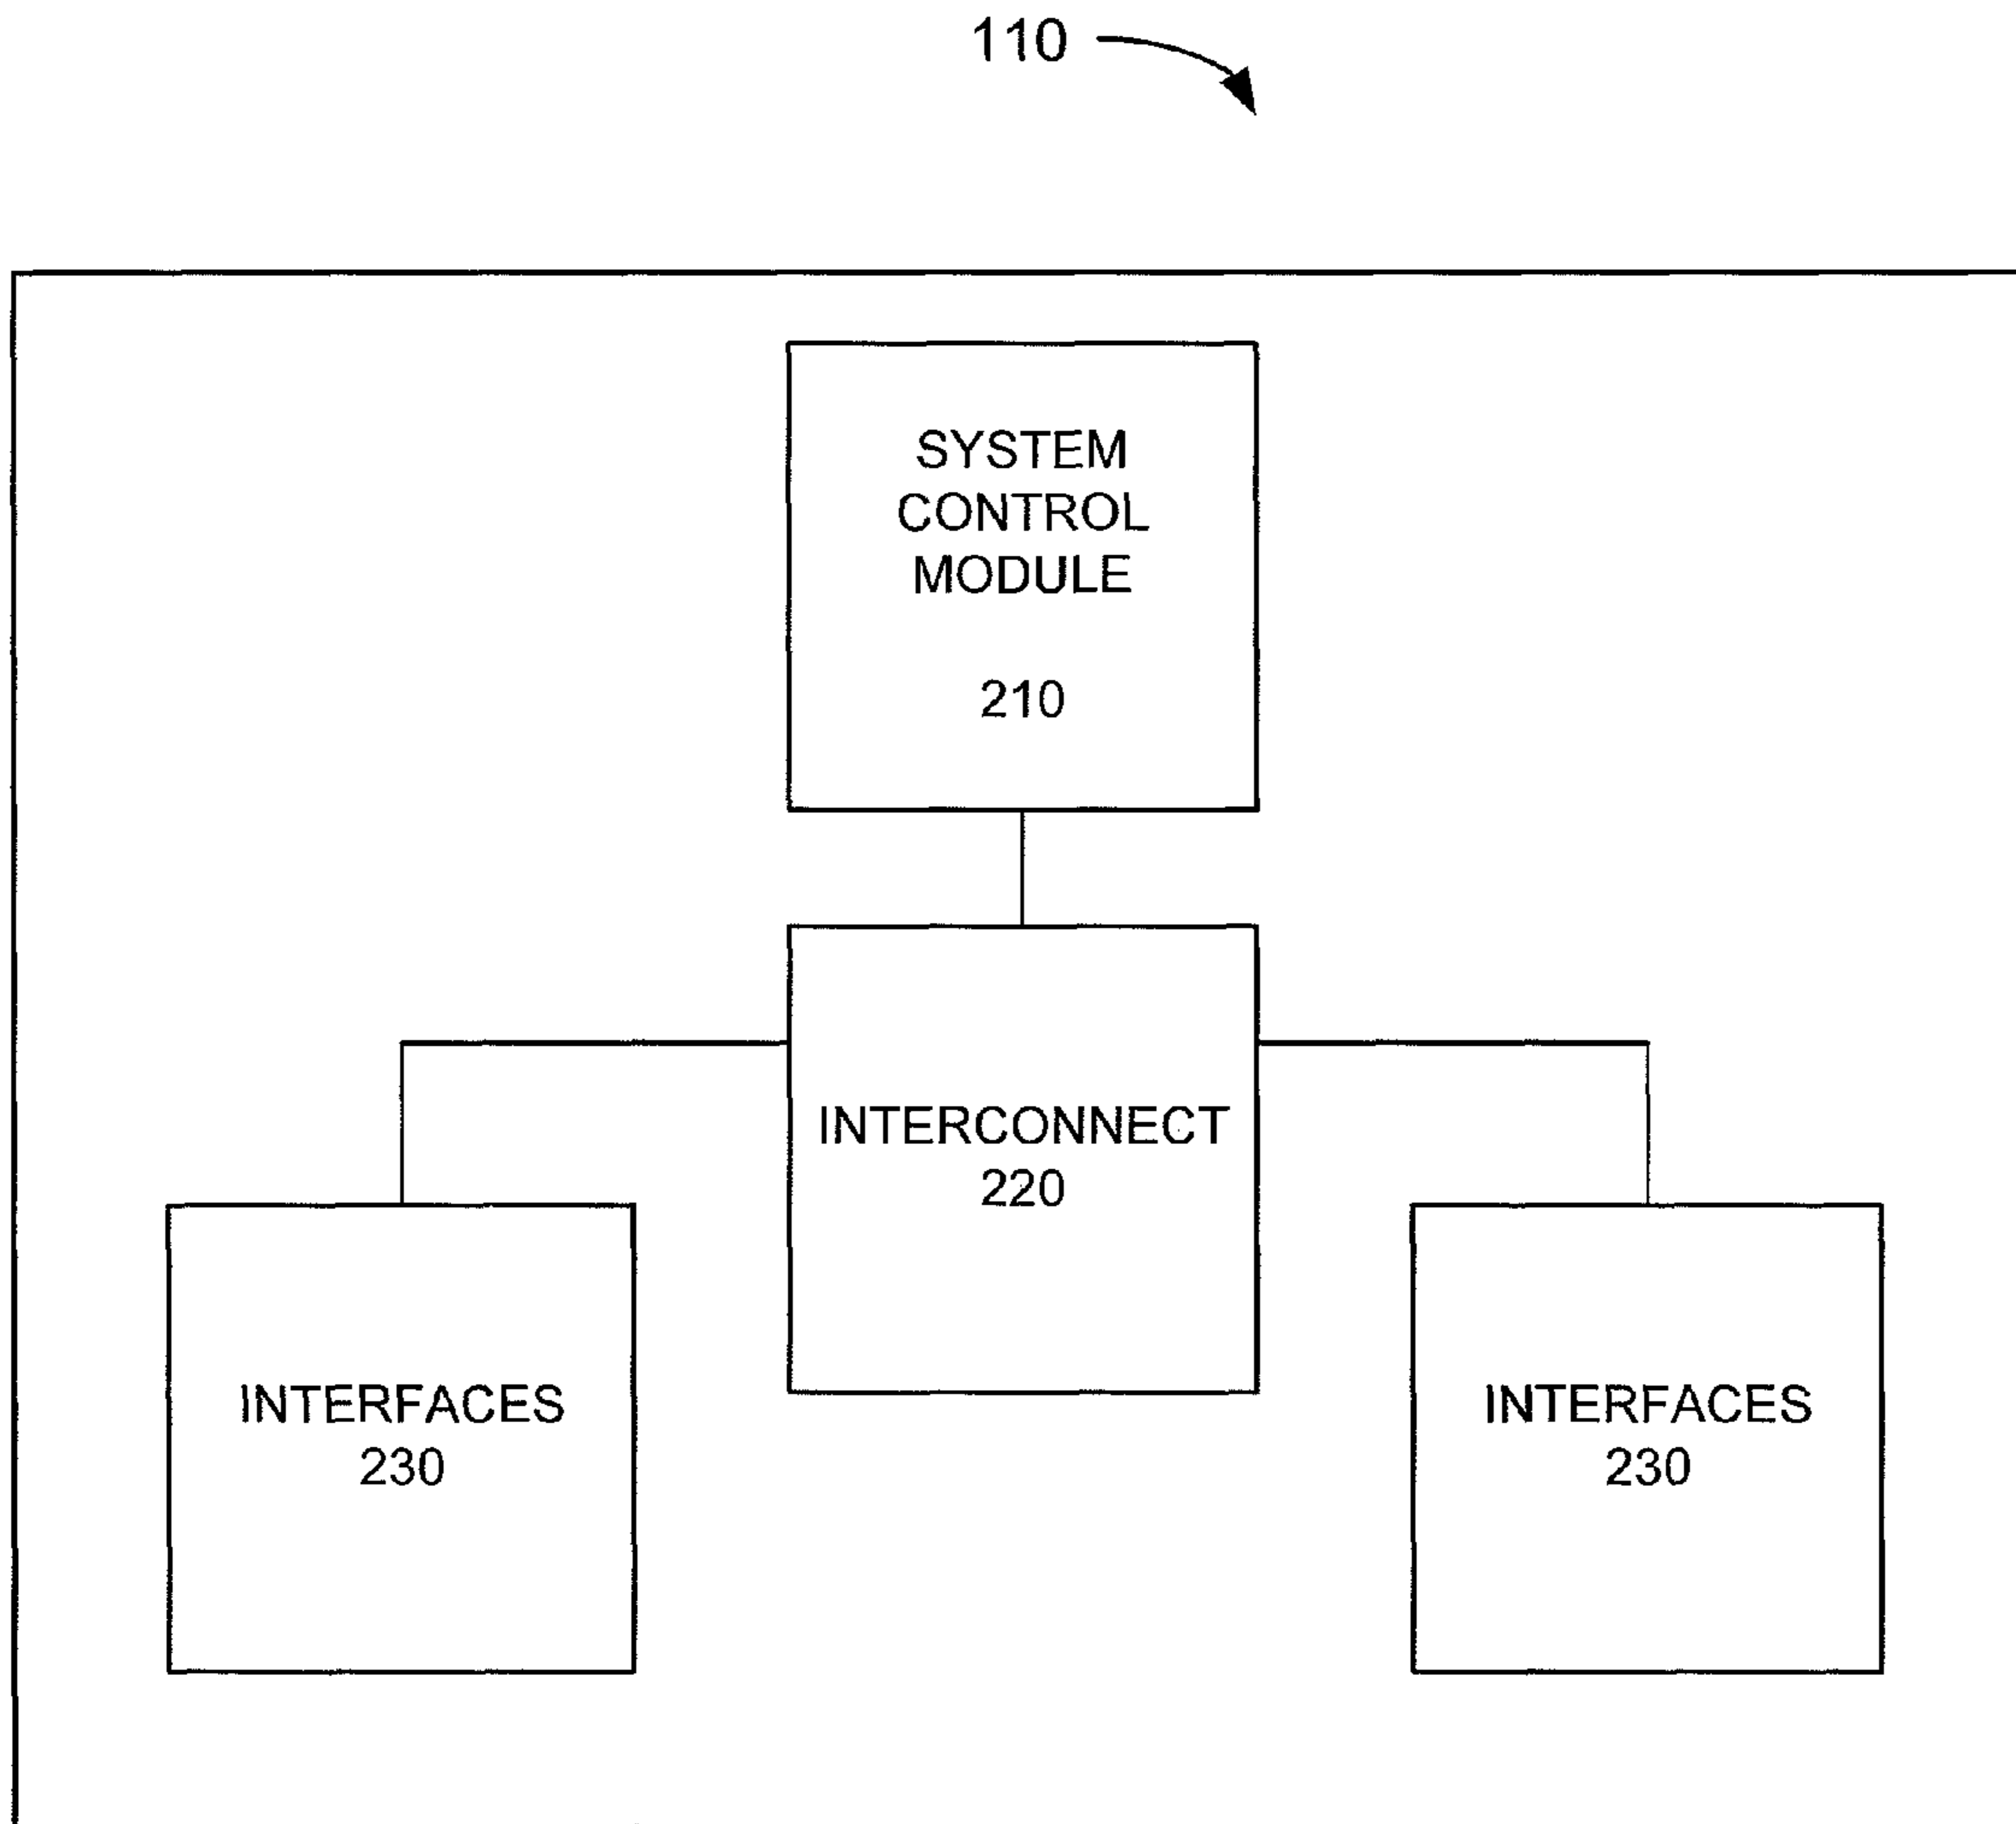 110
SYSTEM
CONTROL
MODULE
210
INTERCONNECT
220
INTERFACES
230
INTERFACES
230